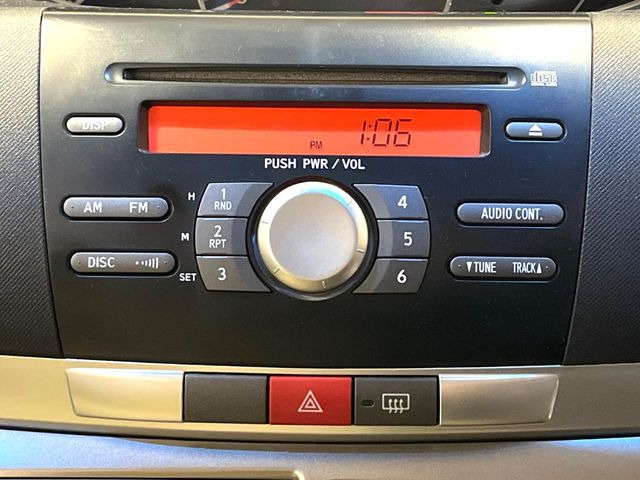 disc
DISP
PM 1:06
PUSH PWR / VOL
AM FM
H 1 RND
4
AUDIO CONT.
M 2 RPT
5
DISC
SET 3
6
▼TUNE TRACK▲